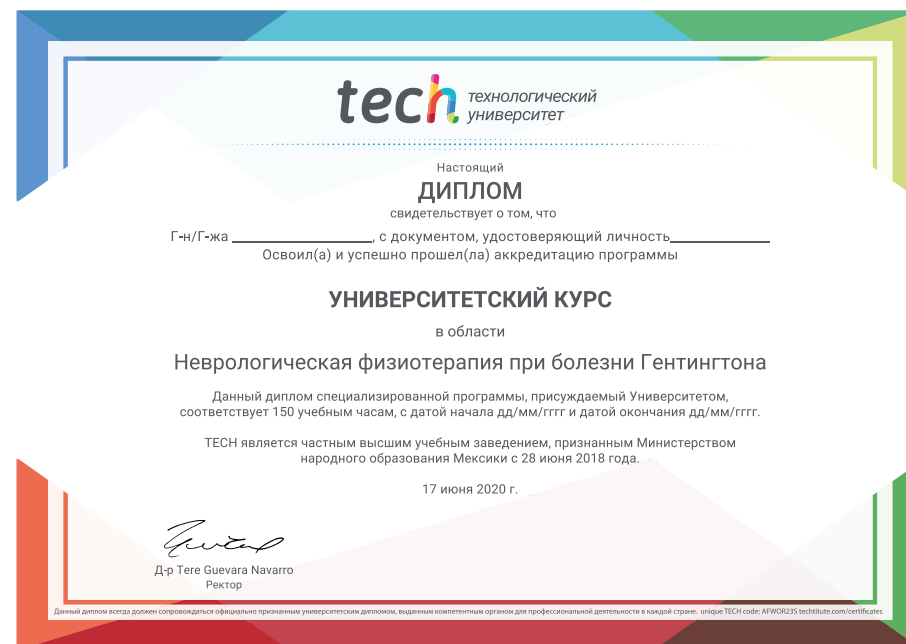 tech технологический
университет
Настоящий
ДИПЛОМ
свидетельствует о том, что
Г-н/Г-жа ____________________, с документом, удостоверяющий личность______________
Освоил(а) и успешно прошел(ла) аккредитацию программы
УНИВЕРСИТЕТСКИЙ КУРС
в области
Неврологическая физиотерапия при болезни Гентингтона
Данный диплом специализированной программы, присуждаемый Университетом,
соответствует 150 учебным часам, с датой начала дд/мм/гггг и датой окончания дд/мм/гггг.
TECH является частным высшим учебным заведением, признанным Министерством
народного образования Мексики с 28 июня 2018 года.
17 июня 2020 г.
Д-р Tere Guevara Navarro
Ректор
Данный диплом всегда должен сопровождаться официально признанным университетским дипломом, выданным компетентным органом для профессиональной деятельности в каждой стране. unique TECH code: AFWOR23S techtitute.com/certificates